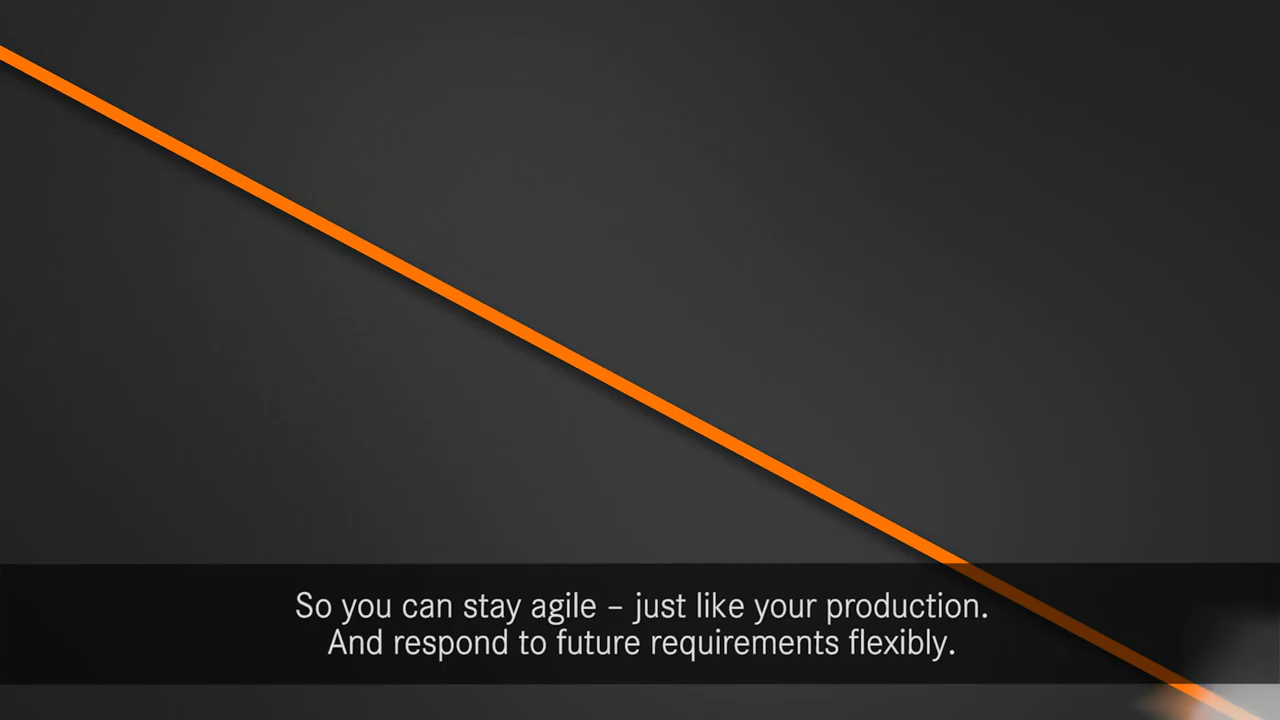 So you can stay agile – just like your production.
And respond to future requirements flexibly.